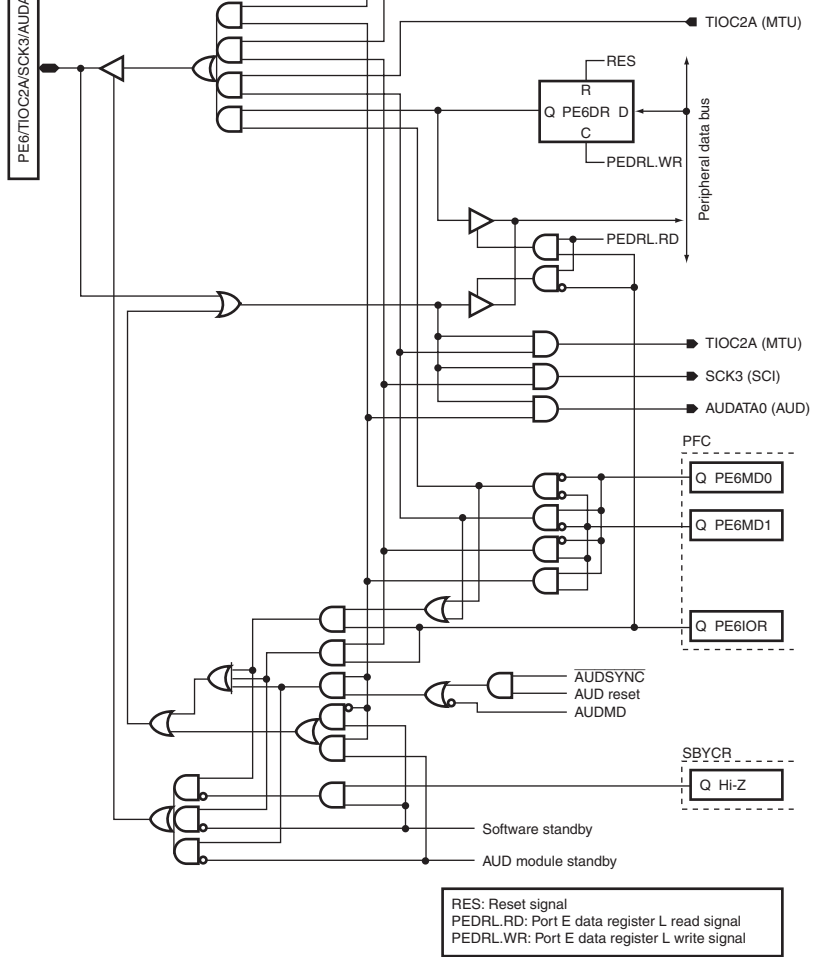 PE6/TIOC2A/SCK3/AUDA
TIOC2A (MTU)
RES
R
Q PE6DR D
C
PEDRL.WR
Peripheral data bus
PEDRL.RD
TIOC2A (MTU)
SCK3 (SCI)
AUDATA0 (AUD)
PFC
Q PE6MD0
Q PE6MD1
Q PE6IOR
AUDSYNC
AUD reset
AUDMD
SBYCR
Q Hi-Z
Software standby
AUD module standby
RES: Reset signal
PEDRL.RD: Port E data register L read signal
PEDRL.WR: Port E data register L write signal